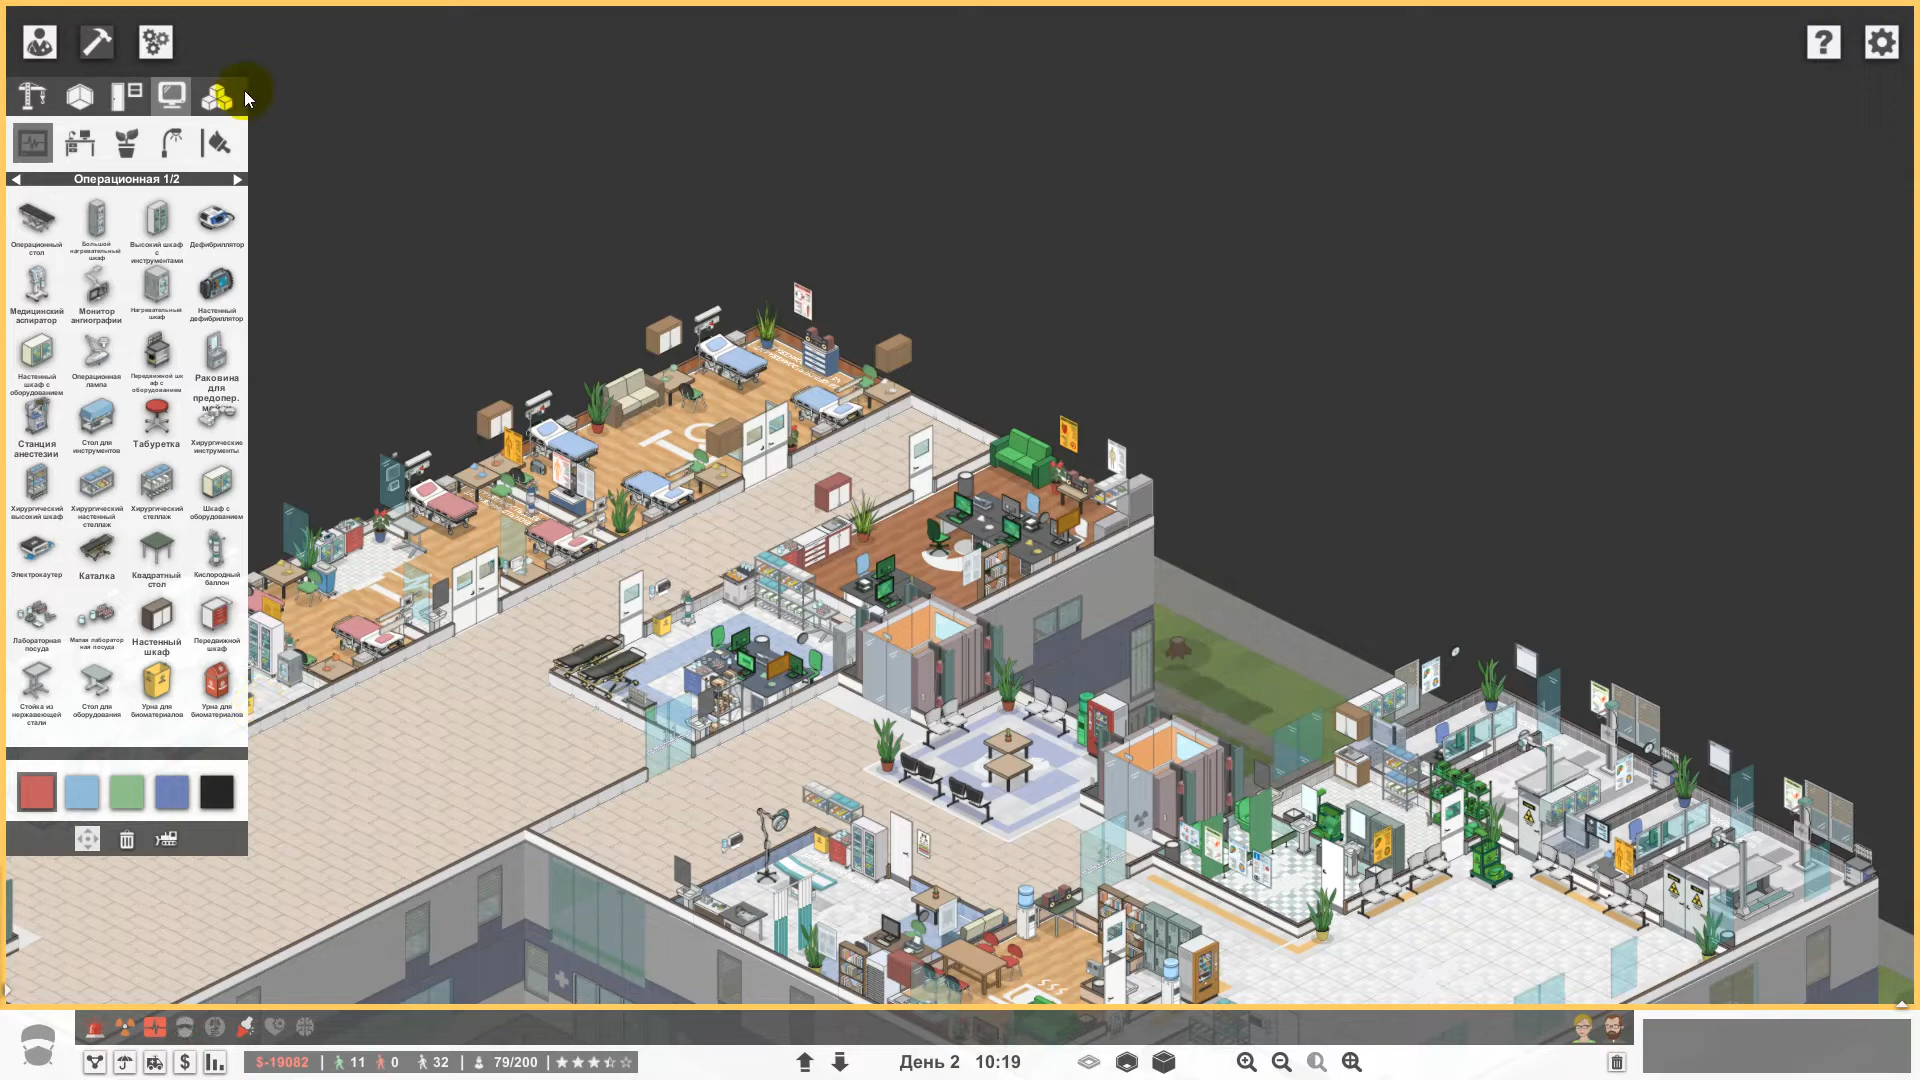 Операционная 1/2
Операционный стол
Большой нагревательный шкаф
Высокий шкаф с инструментами
Дефибриллятор
Медицинский аспиратор
Монитор ангиографии
Нагревательный шкаф
Настенный дефибриллятор
Настенный шкаф с оборудованием
Операционная лампа
Передвижной шкаф с оборудованием
Раковина для предопер.
Станция анестезии
Стол для инструментов
Табуретка
Хирургические инструменты
Хирургический высокий шкаф
Хирургический настенный стеллаж
Хирургический стеллаж
Шкаф с оборудованием
Электрокаутер
Каталка
Квадратный стол
Кислородный баллон
Лабораторная посуда
Малая лабораторная посуда
Настенный шкаф
Передвижной шкаф
Стойка из нержавеющей стали
Стол для оборудования
Урна для биоматериалов
Урна для биоматериалов
$-19082 | 11 0 | 32 | 79/200 |
День 2 10:19